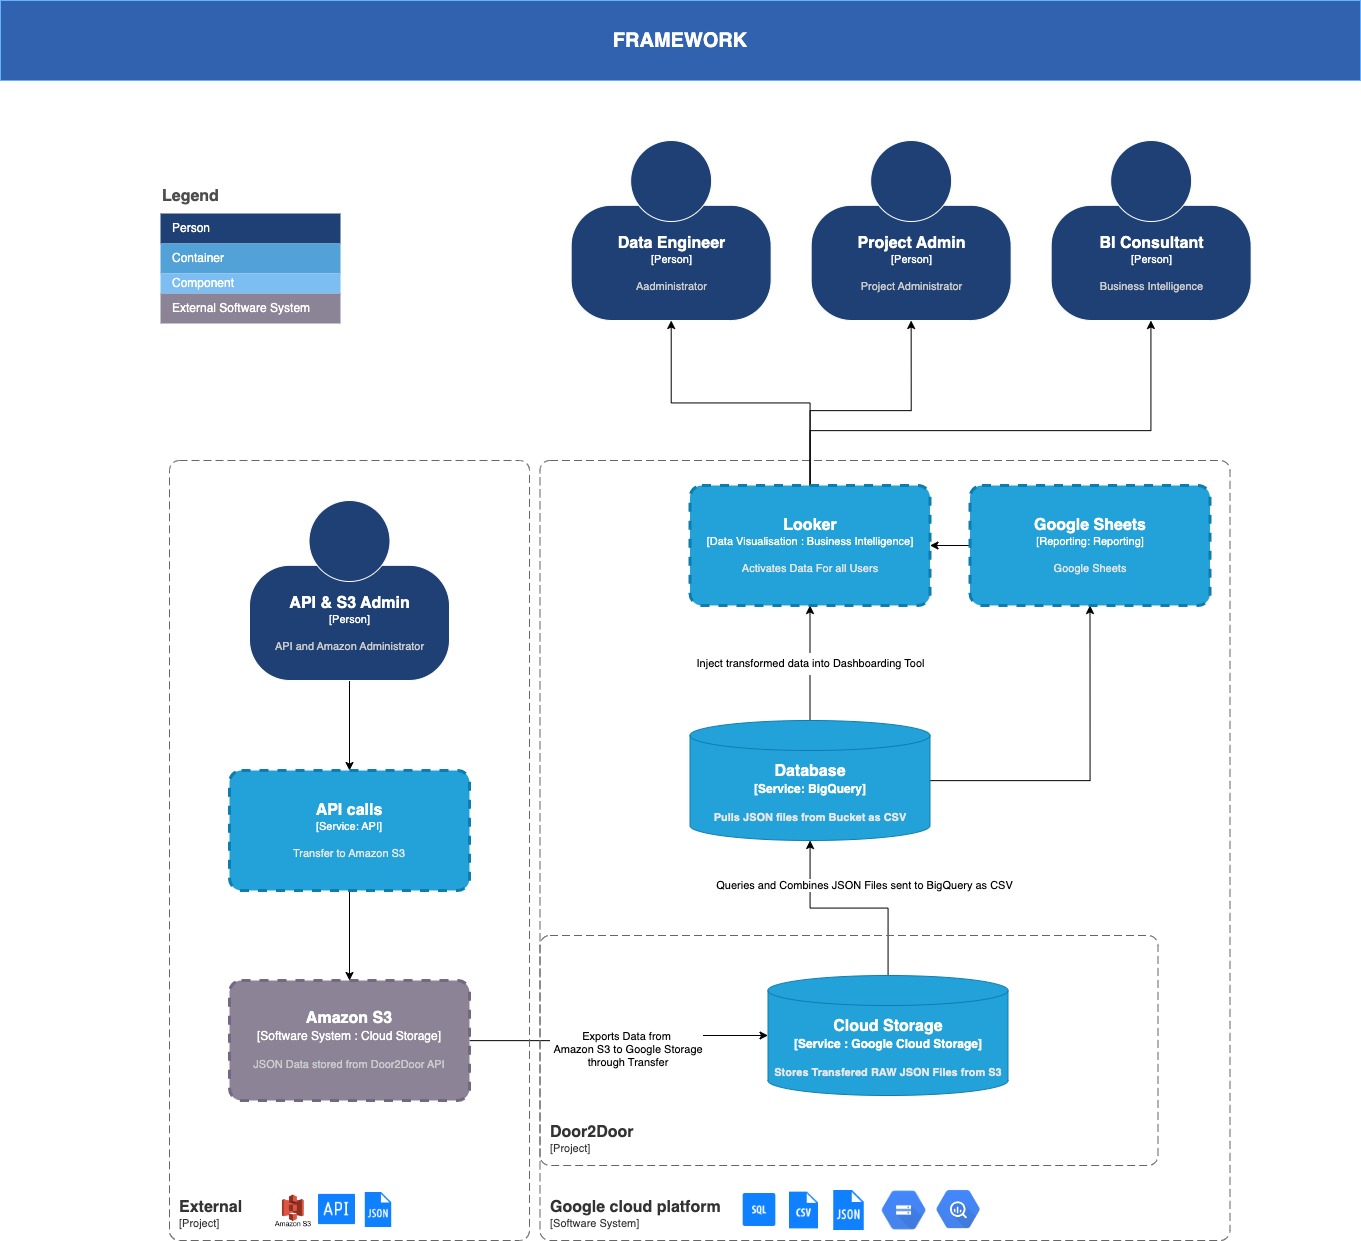 FRAMEWORK
Legend
Person
Container
Component
External Software System
Data Engineer
[Person]
Aadministrator
Project Admin
[Person]
Project Administrator
BI Consultant
[Person]
Business Intelligence
Looker
[Data Visualisation : Business Intelligence]
Activates Data For all Users
Google Sheets
[Reporting: Reporting]
Google Sheets
API & S3 Admin
[Person]
API and Amazon Administrator
Inject transformed data into Dashboarding Tool
Database
[Service: BigQuery]
Pulls JSON files from Bucket as CSV
API calls
[Service: API]
Transfer to Amazon S3
Queries and Combines JSON Files sent to BigQuery as CSV
Amazon S3
[Software System : Cloud Storage]
JSON Data stored from Door2Door API
Exports Data from
Amazon S3 to Google Storage
through Transfer
Cloud Storage
[Service : Google Cloud Storage]
Stores Transfered RAW JSON Files from S3
Door2Door
[Project]
External
[Project]
Amazon S3
API
JSON
Google cloud platform
[Software System]
SQL
CSV
JSON